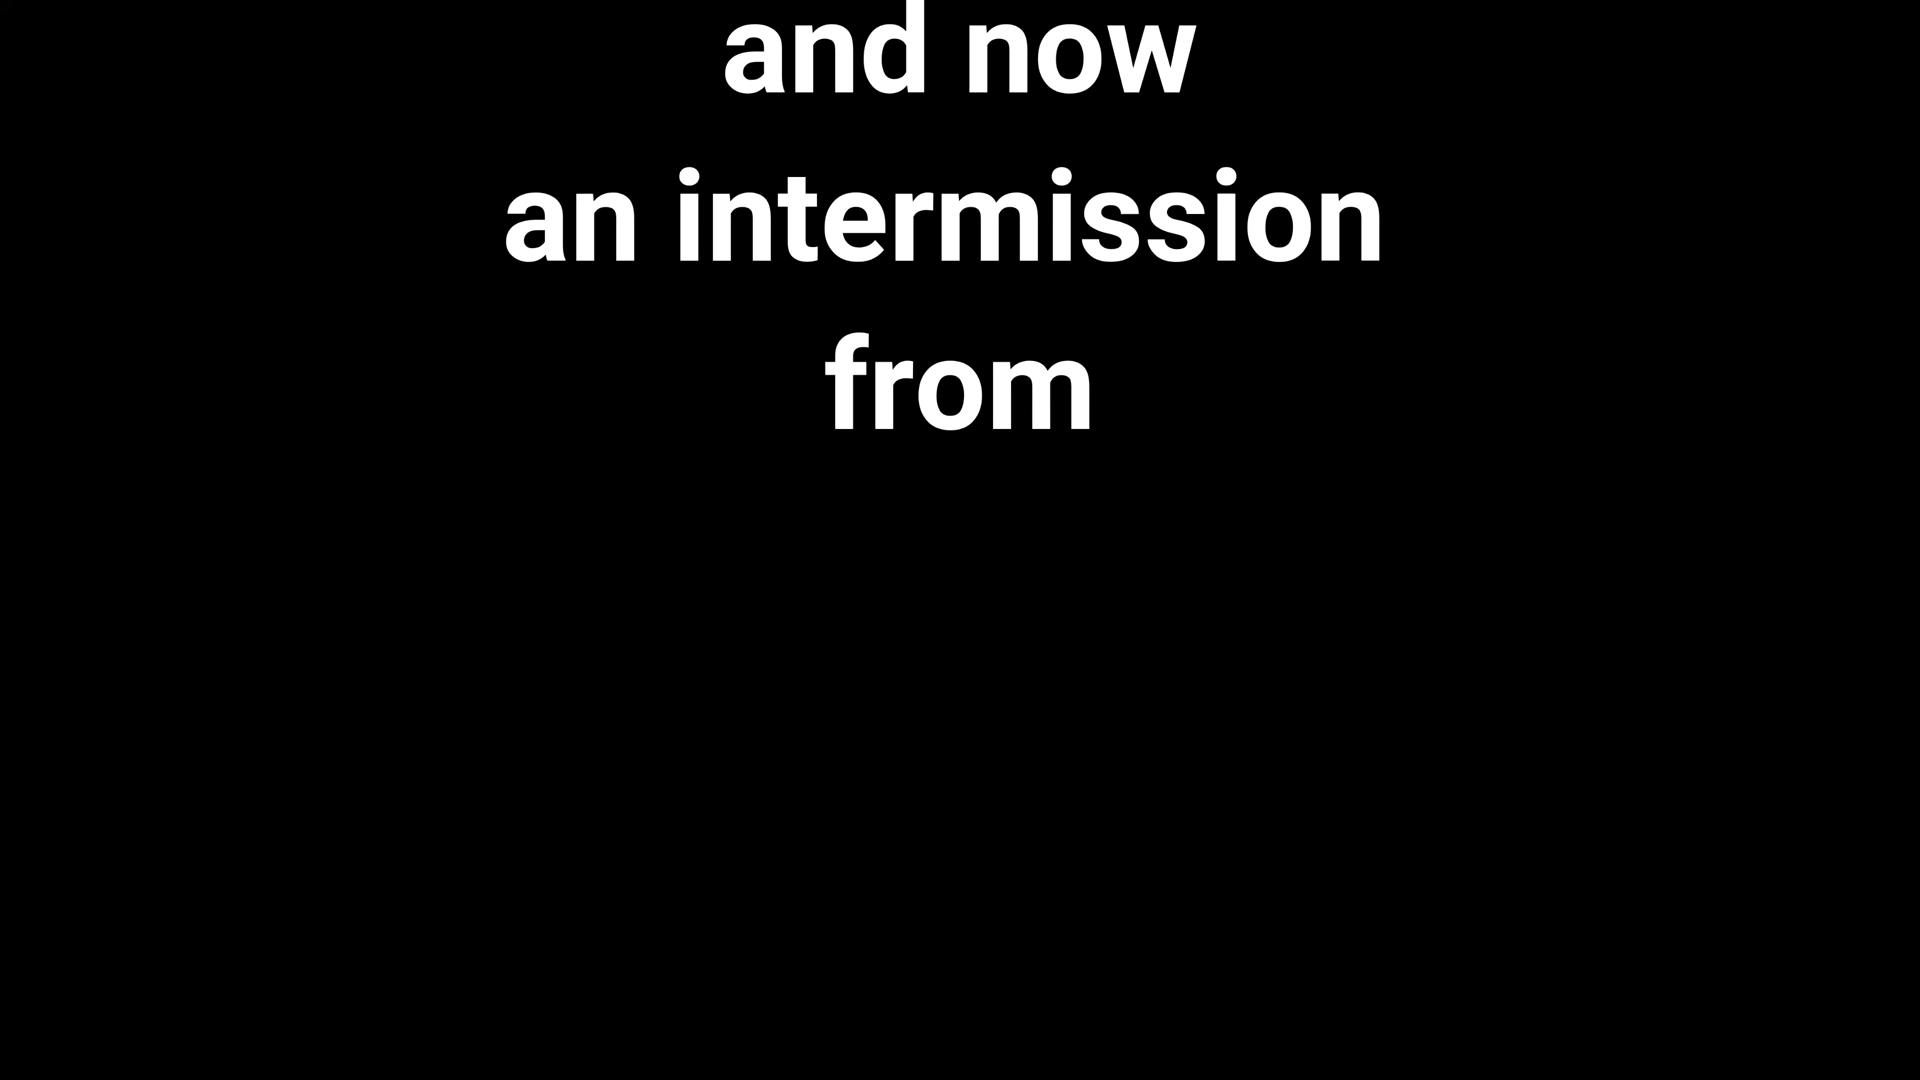 and now
an intermission
from